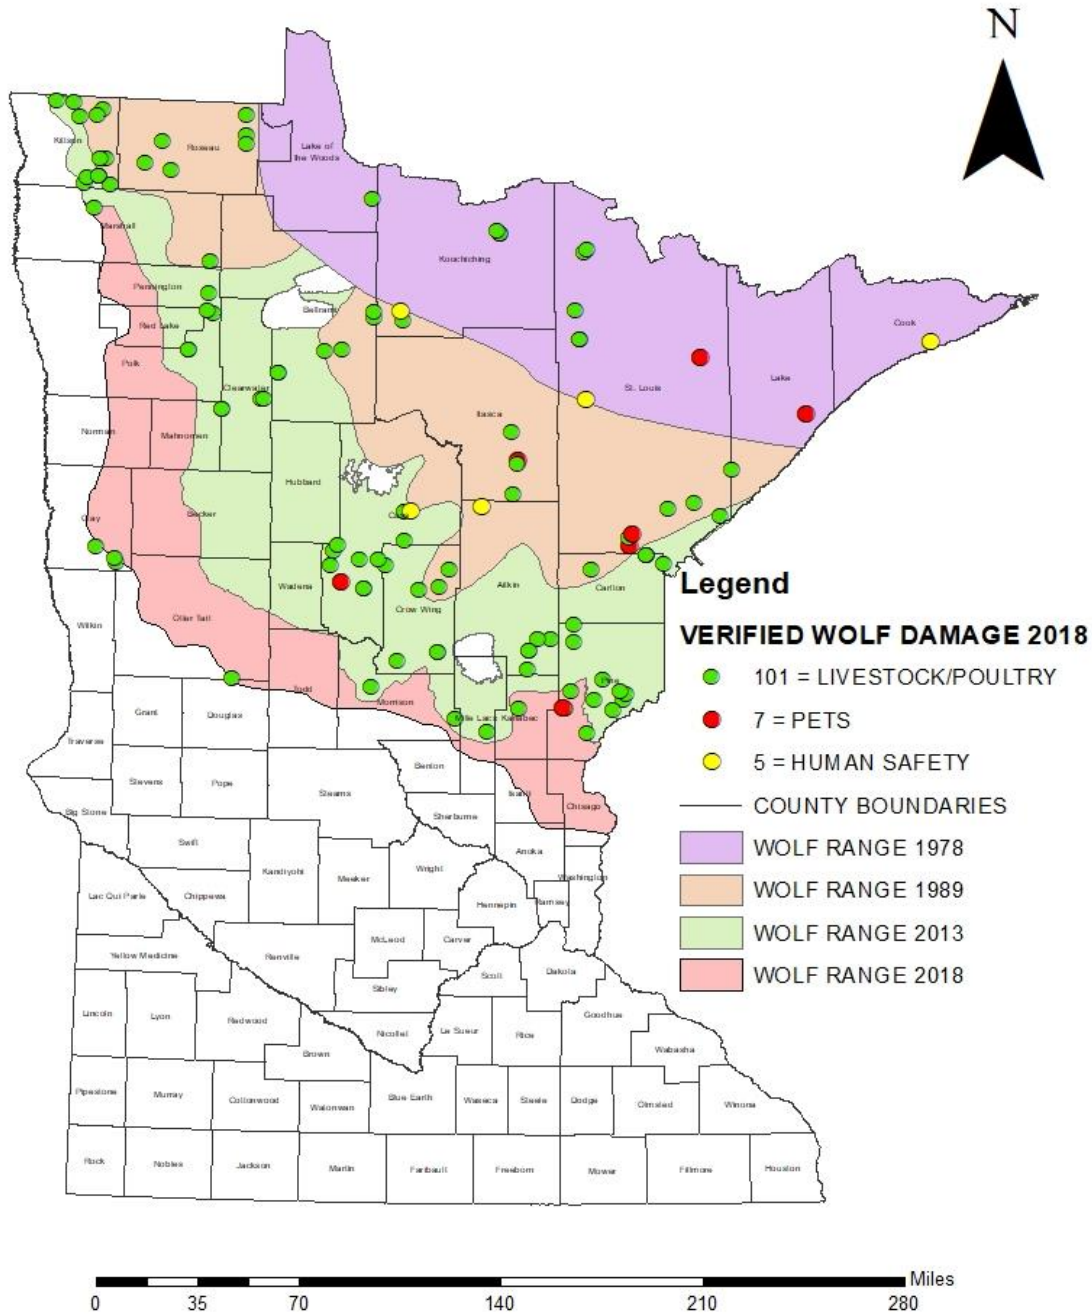 N
Kittson
Roseau
Lake of
the Woods
Marshall
Koochiching
Pennington
Beltrami
Cook
Red Lake
Polk
Clearwater
St. Louis
Lake
Itasca
Norman
Mahnomen
Hubbard
Cass
Clay
Becker
Wadena
Aitkin
Carlton
Crow Wing
Otter Tail
Wilkin
Pine
Todd
Morrison
Mille Lacs
Kanabec
Grant
Douglas
Traverse
Benton
Stevens
Pope
Stearns
Isanti
Chisago
Big Stone
Sherburne
Swift
Anoka
Kandiyohi
Meeker
Wright
Washington
Lac Qui Parle
Chippewa
Hennepin
Ramsey
McLeod
Carver
Yellow Medicine
Renville
Scott
Dakota
Sibley
Lincoln
Lyon
Redwood
Nicollet
Le Sueur
Rice
Goodhue
Brown
Wabasha
Pipestone
Murray
Cottonwood
Watonwan
Blue Earth
Waseca
Steele
Dodge
Olmsted
Winona
Rock
Nobles
Jackson
Martin
Faribault
Freeborn
Mower
Fillmore
Houston
Legend
VERIFIED WOLF DAMAGE 2018
101 = LIVESTOCK/POULTRY
7 = PETS
5 = HUMAN SAFETY
COUNTY BOUNDARIES
WOLF RANGE 1978
WOLF RANGE 1989
WOLF RANGE 2013
WOLF RANGE 2018
Miles
0 35 70 140 210 280